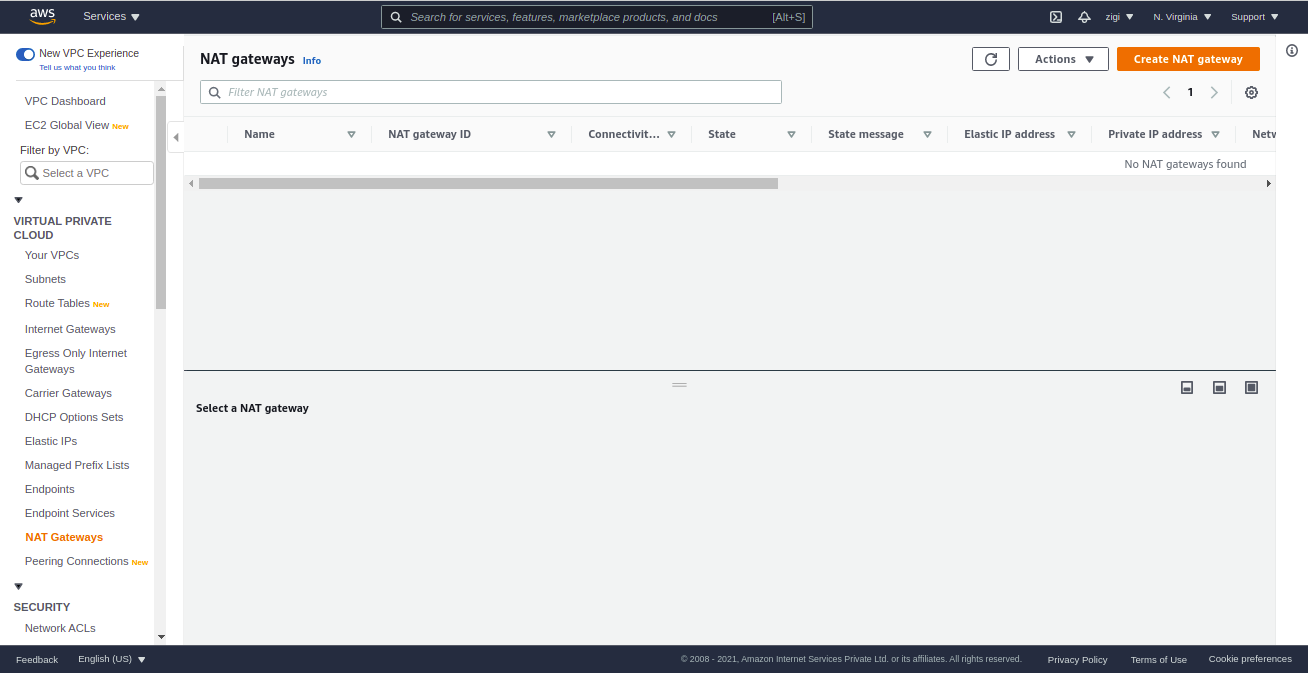 aws
Services
Search for services, features, marketplace products, and docs
[Alt+S]
zigi
N. Virginia
Support
New VPC Experience
Tell us what you think
VPC Dashboard
EC2 Global View New
Filter by VPC:
Select a VPC
VIRTUAL PRIVATE
CLOUD
Your VPCs
Subnets
Route Tables New
Internet Gateways
Egress Only Internet
Gateways
Carrier Gateways
DHCP Options Sets
Elastic IPs
Managed Prefix Lists
Endpoints
Endpoint Services
NAT Gateways
Peering Connections New
SECURITY
Network ACLs
NAT gateways Info
Actions
Create NAT gateway
Filter NAT gateways
1
Name
NAT gateway ID
Connectivit...
State
State message
Elastic IP address
Private IP address
Netw
No NAT gateways found
Select a NAT gateway
Feedback
English (US)
© 2008 - 2021, Amazon Internet Services Private Ltd. or its affiliates. All rights reserved.
Privacy Policy
Terms of Use
Cookie preferences